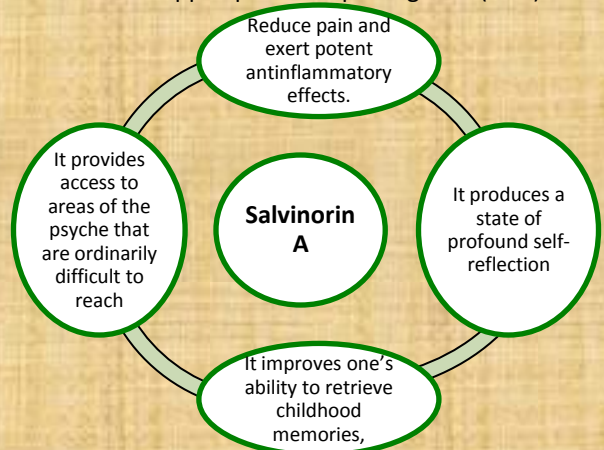 Reduce pain and
exert potent
antinflammatory
effects.
It provides
access to
areas of the
psyche that
are ordinarily
difficult to
reach
Salvinorin
A
It produces a
state of
profound self-
reflection
It improves one's
ability to retrieve
childhood
memories,